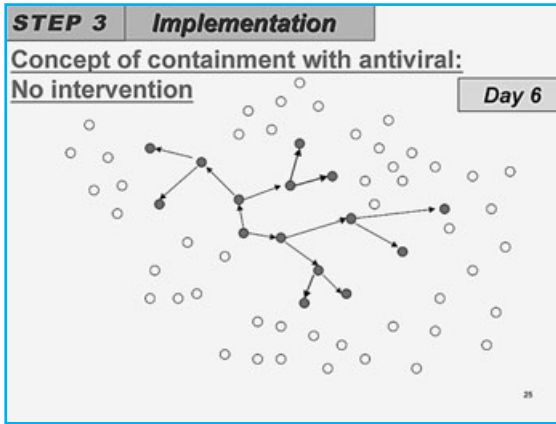 STEP 3 Implementation
Concept of containment with antiviral:
No intervention
Day 6
25